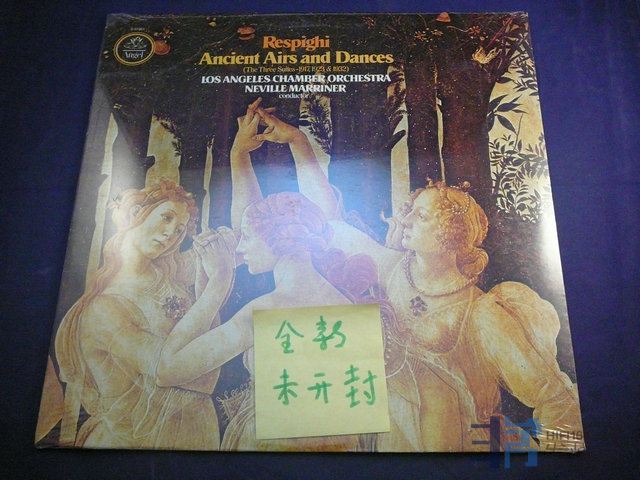 Angel
Respighi
Ancient Airs and Dances
(The Three Suites-1917, 1923, & 1932)
LOS ANGELES CHAMBER ORCHESTRA
NEVILLE MARRINER
conductor
全新
未开封